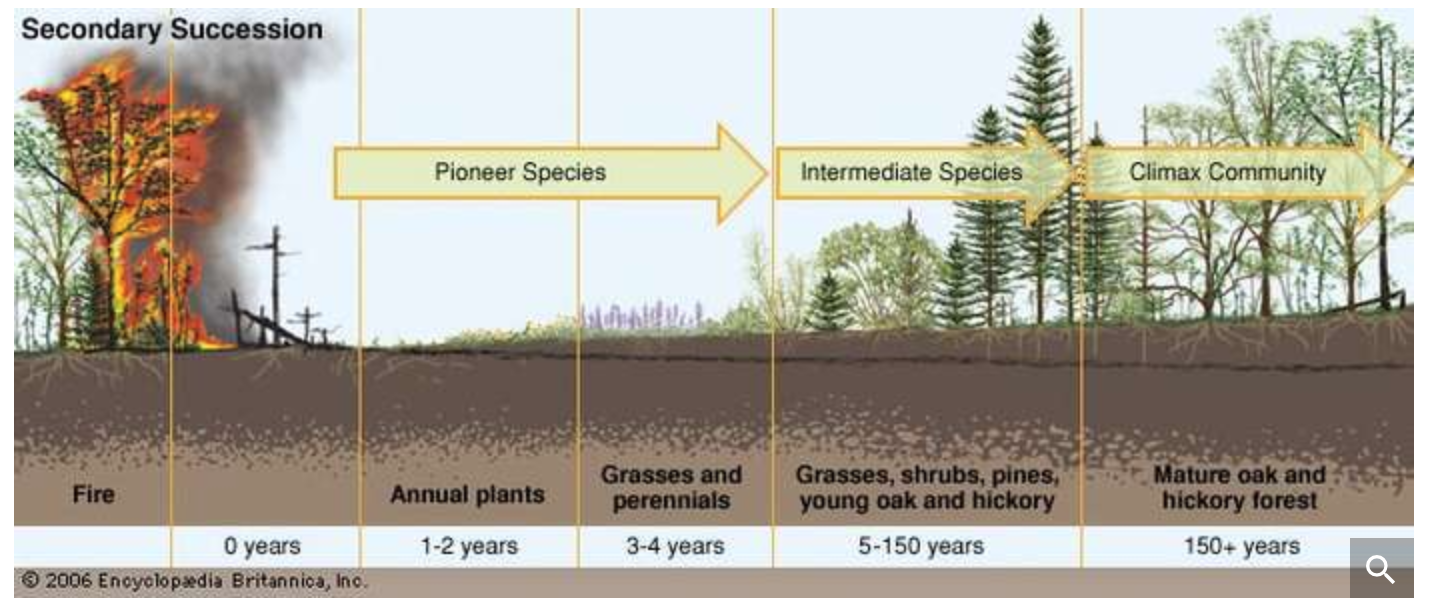 Secondary Succession
Pioneer Species
Intermediate Species
Climax Community
Fire
Annual plants
Grasses and
perennials
Grasses, shrubs, pines,
young oak and hickory
Mature oak and
hickory forest
0 years
1-2 years
3-4 years
5-150 years
150+ years
© 2006 Encyclopædia Britannica, Inc.